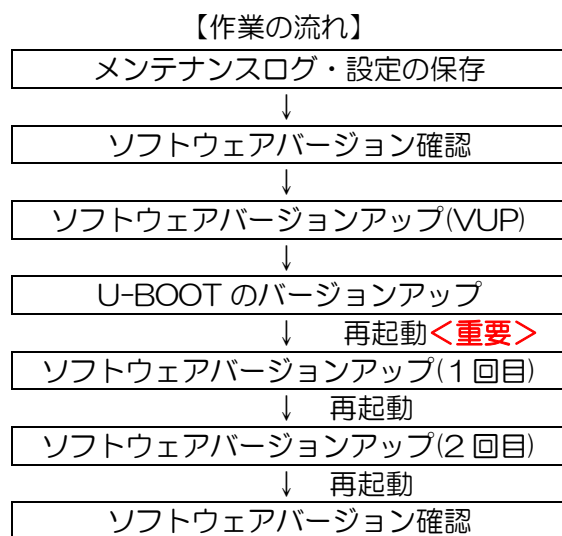 【作業の流れ】
メンテナンスログ・設定の保存
↓
ソフトウェアバージョン確認
↓
ソフトウェアバージョンアップ(VUP)
↓
U-BOOT のバージョンアップ
↓ 再起動＜重要＞
ソフトウェアバージョンアップ(１回目)
↓ 再起動
ソフトウェアバージョンアップ(２回目)
↓ 再起動
ソフトウェアバージョン確認